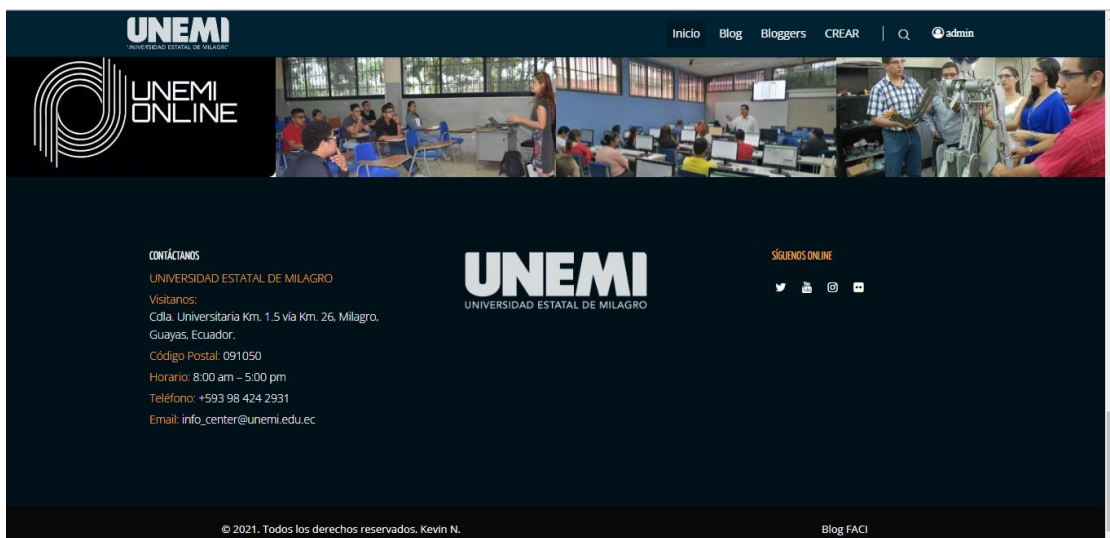 UNEMI
UNIVERSIDAD ESTATAL DE MILAGRO
Inicio Blog Bloggers CREAR admin
UNEMI
ONLINE
CONTÁCTANOS
UNIVERSIDAD ESTATAL DE MILAGRO
Visitanos:
Cdla. Universitaria Km. 1.5 vía Km. 26, Milagro,
Guayas, Ecuador.
Código Postal: 091050
Horario: 8:00 am – 5:00 pm
Teléfono: +593 98 424 2931
Email: info_center@unemi.edu.ec
UNEMI
UNIVERSIDAD ESTATAL DE MILAGRO
SÍGUENOS ONLINE
© 2021. Todos los derechos reservados. Kevin N.
Blog FACI